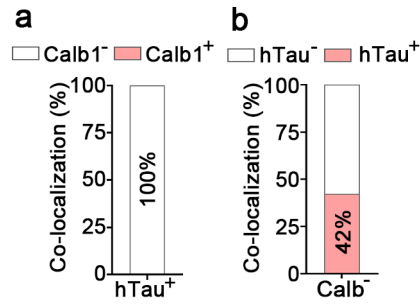 a
Calb1⁻ Calb1⁺
Co-localization (%)
100
75
50
25
0
100%
hTau⁺
b
hTau⁻ hTau⁺
Co-localization (%)
100
75
50
25
0
42%
Calb⁻